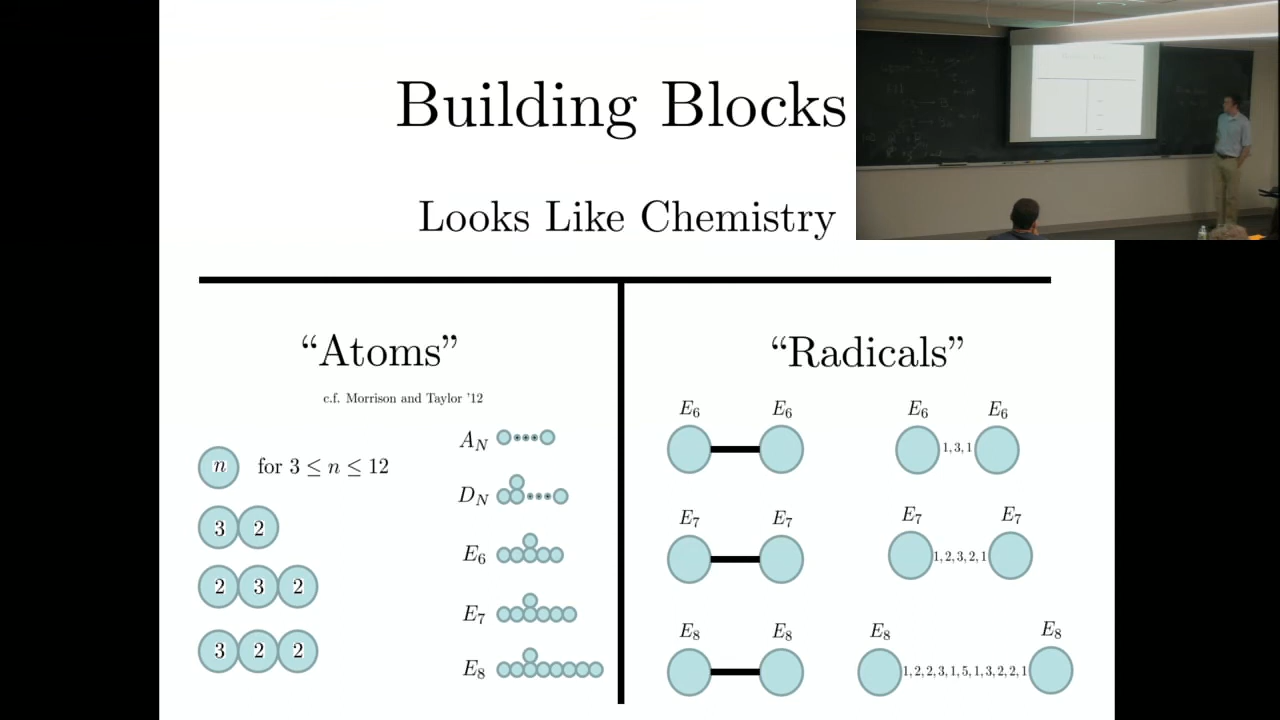 Building Blocks
Looks Like Chemistry
“Atoms”
c.f. Morrison and Taylor '12
n for 3 ≤ n ≤ 12
3 2
2 3 2
3 2 2
A_N
D_N
E_6
E_7
E_8
“Radicals”
E_6 E_6
E_7 E_7
E_8 E_8
E_6 1, 3, 1 E_6
E_7 1, 2, 3, 2, 1 E_7
E_8 1, 2, 2, 3, 1, 5, 1, 3, 2, 2, 1 E_8